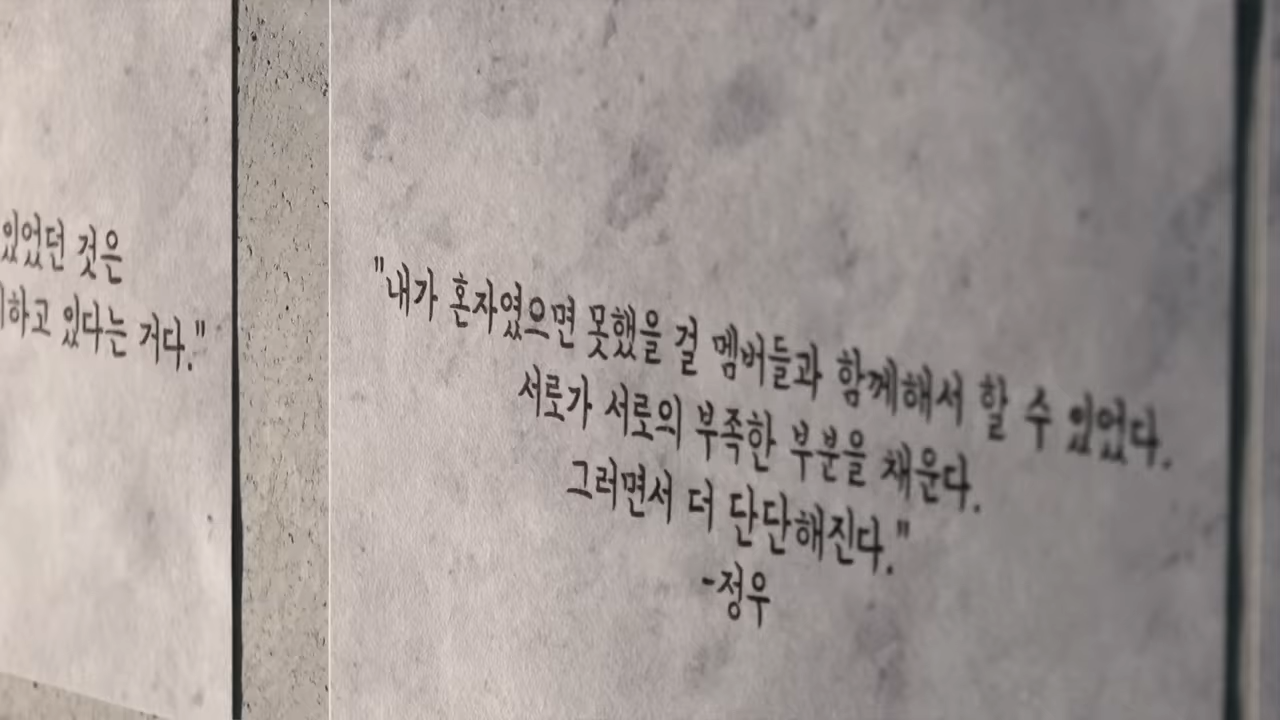 있었던 것은
하고 있다는 거다."
"내가 혼자였으면 못했을 걸 멤버들과 함께해서 할 수 있었다.
서로가 서로의 부족한 부분을 채운다.
그러면서 더 단단해진다."
-정우